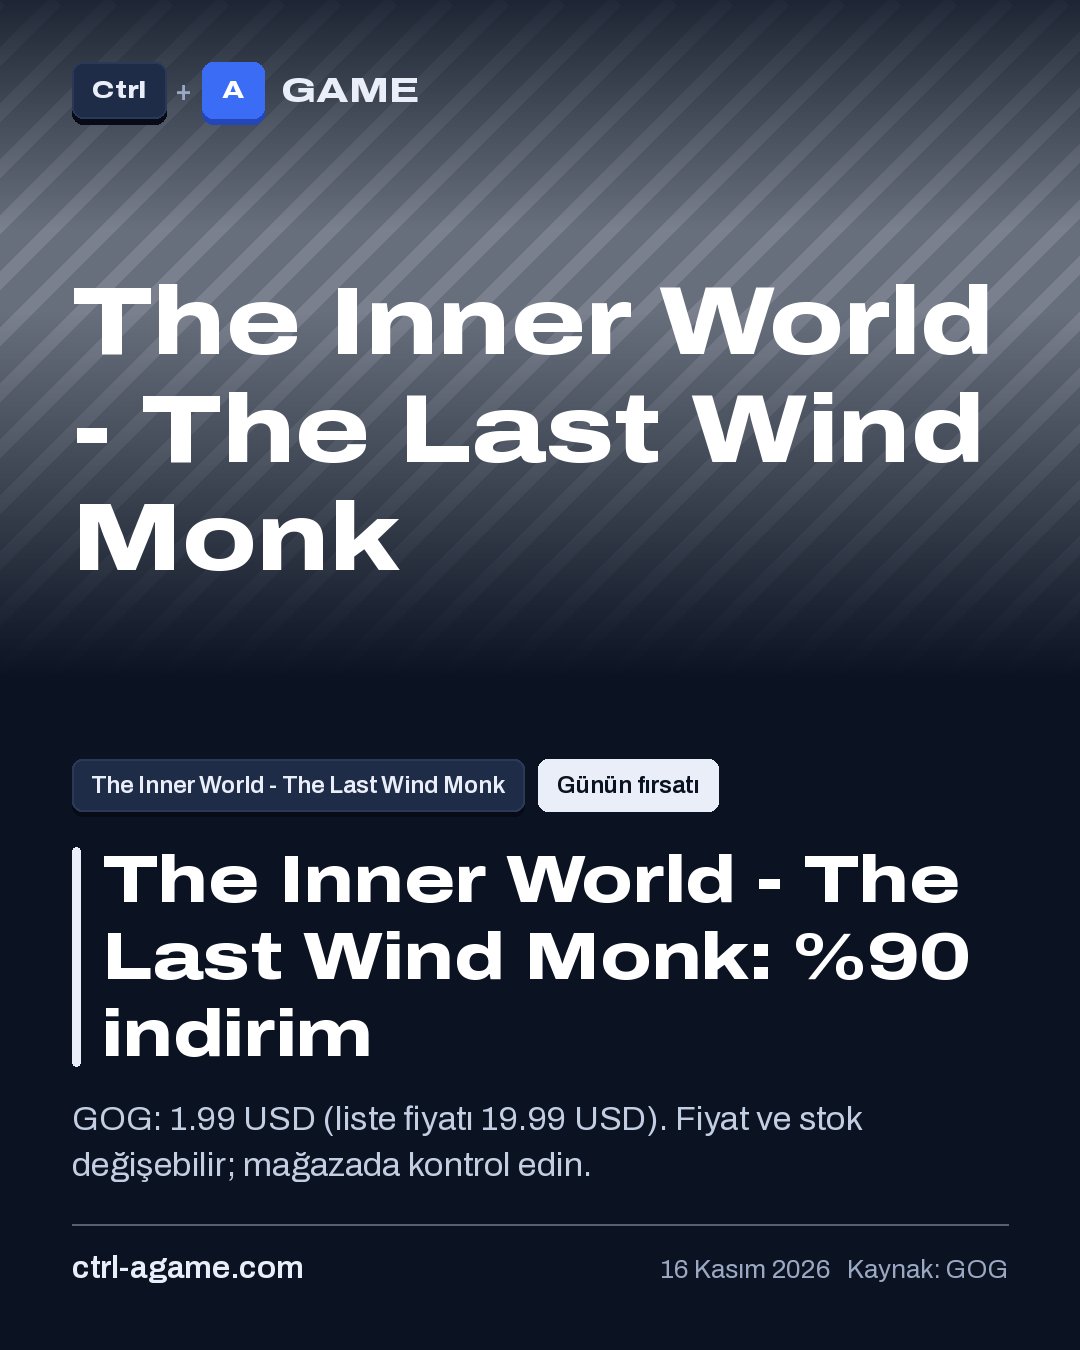 Ctrl + A GAME
The Inner World
- The Last Wind
Monk
The Inner World - The Last Wind Monk Günün fırsatı
The Inner World - The
Last Wind Monk: %90
indirim
GOG: 1.99 USD (liste fiyatı 19.99 USD). Fiyat ve stok
değişebilir; mağazada kontrol edin.
ctrl-agame.com 16 Kasım 2026 Kaynak: GOG